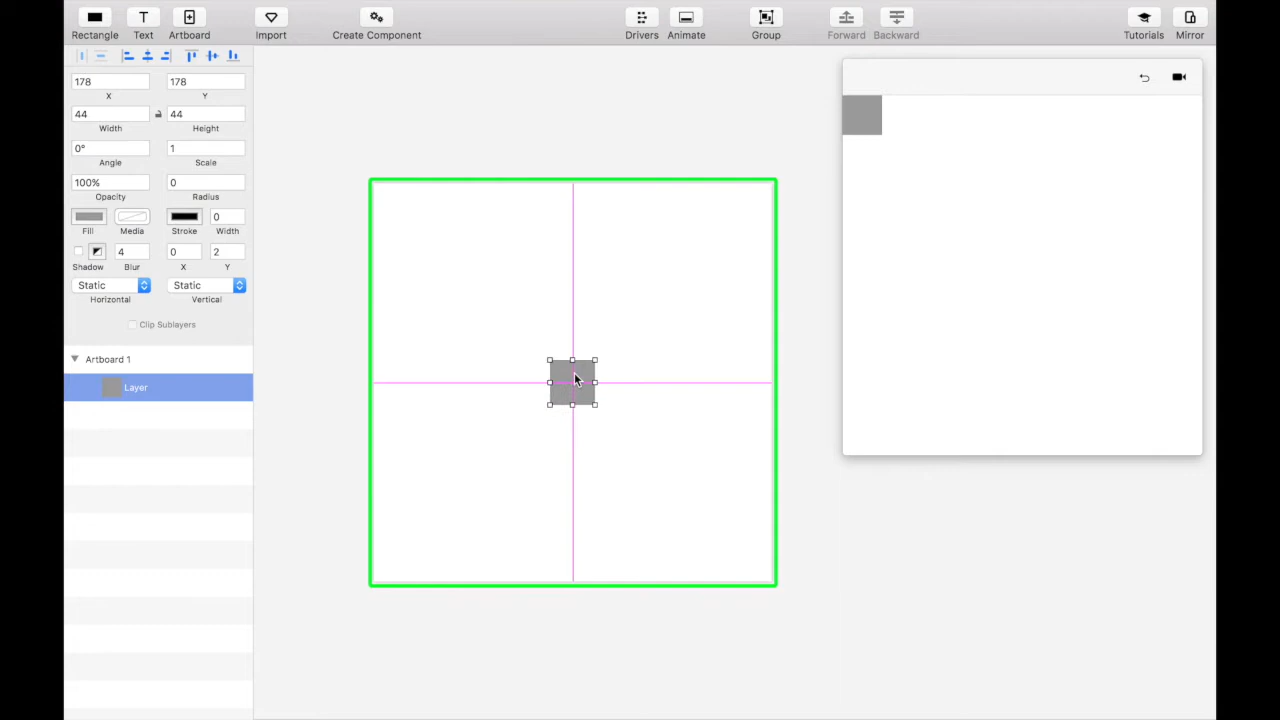 Rectangle Text Artboard Import Create Component Drivers Animate Group Forward Backward Tutorials Mirror
178 178
X Y
44 44
Width Height
0° 1
Angle Scale
100% 0
Opacity Radius
0
Fill Media Stroke Width
4 0 2
Shadow Blur X Y
Static Static
Horizontal Vertical
Clip Sublayers
Artboard 1
Layer